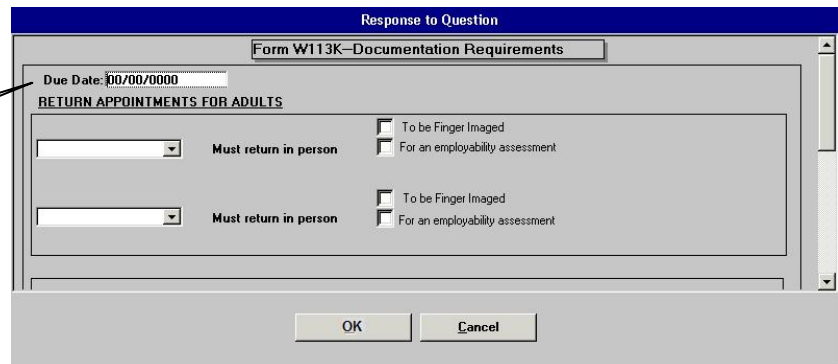 Response to Question
Form W113K–Documentation Requirements
Due Date: 00/00/0000
RETURN APPOINTMENTS FOR ADULTS
To be Finger Imaged
Must return in person For an employability assessment
To be Finger Imaged
Must return in person For an employability assessment
OK Cancel